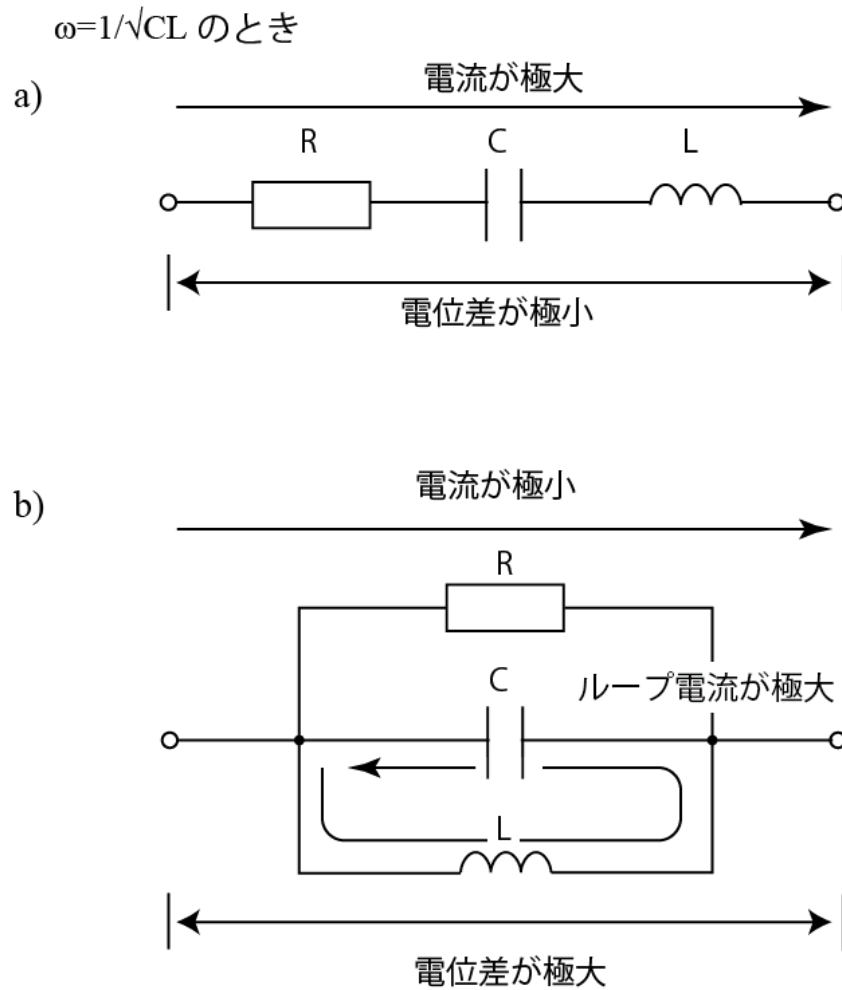 ω=1/√CL のとき
a)
電流が極大
R C L
電位差が極小
b)
電流が極小
R
C
ループ電流が極大
L
電位差が極大